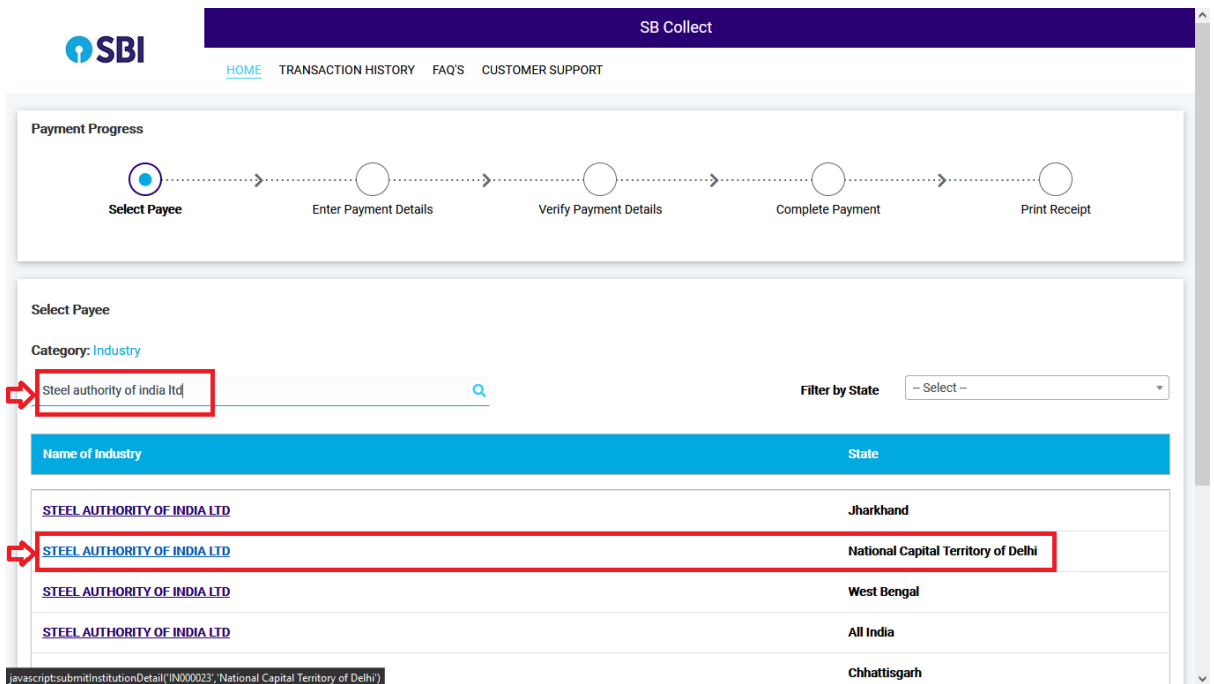 SBI
SB Collect
HOME TRANSACTION HISTORY FAQ'S CUSTOMER SUPPORT
Payment Progress
Select Payee Enter Payment Details Verify Payment Details Complete Payment Print Receipt
Select Payee
Category: Industry
Steel authority of india ltd Filter by State -- Select --
Name of Industry State
STEEL AUTHORITY OF INDIA LTD Jharkhand
STEEL AUTHORITY OF INDIA LTD National Capital Territory of Delhi
STEEL AUTHORITY OF INDIA LTD West Bengal
STEEL AUTHORITY OF INDIA LTD All India
Chhattisgarh
javascript:submitInstitutionDetail('IN000023','National Capital Territory of Delhi')